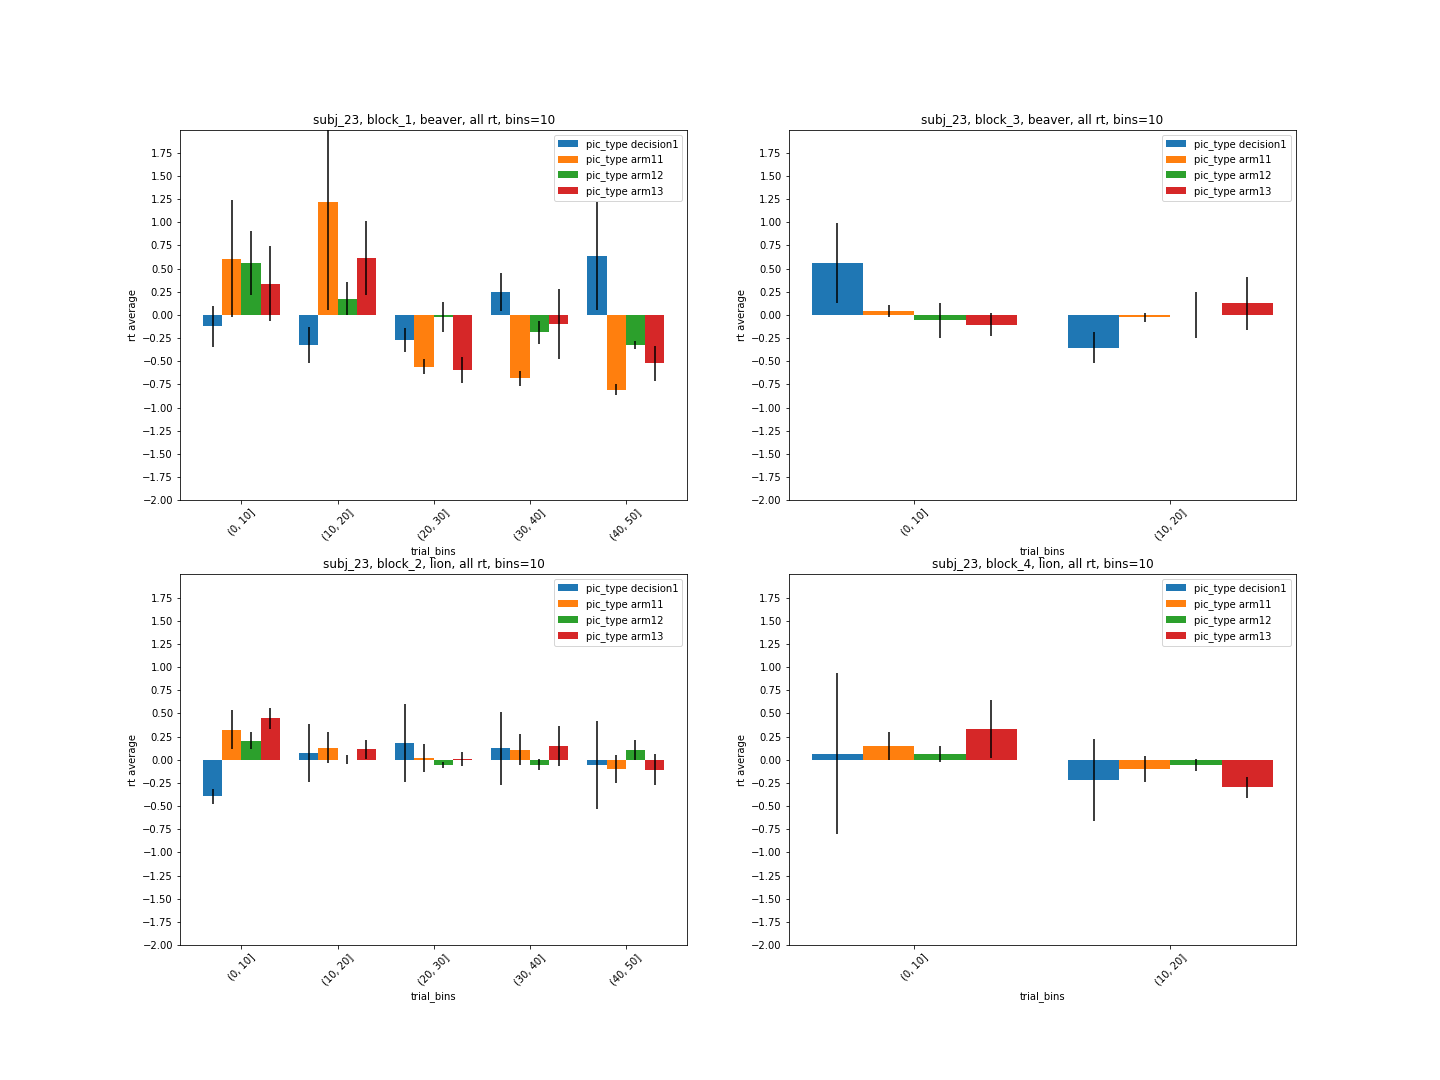 subj_23, block_1, beaver, all rt, bins=10
pic_type decision1
pic_type arm11
pic_type arm12
pic_type arm13
1.75
1.50
1.25
1.00
0.75
0.50
0.25
0.00
−0.25
−0.50
−0.75
−1.00
−1.25
−1.50
−1.75
−2.00
rt average
(0, 10]
(10, 20]
(20, 30]
(30, 40]
(40, 50]
trial_bins
subj_23, block_3, beaver, all rt, bins=10
pic_type decision1
pic_type arm11
pic_type arm12
pic_type arm13
1.75
1.50
1.25
1.00
0.75
0.50
0.25
0.00
−0.25
−0.50
−0.75
−1.00
−1.25
−1.50
−1.75
−2.00
rt average
(0, 10]
(10, 20]
trial_bins
subj_23, block_2, lion, all rt, bins=10
pic_type decision1
pic_type arm11
pic_type arm12
pic_type arm13
1.75
1.50
1.25
1.00
0.75
0.50
0.25
0.00
−0.25
−0.50
−0.75
−1.00
−1.25
−1.50
−1.75
−2.00
rt average
(0, 10]
(10, 20]
(20, 30]
(30, 40]
(40, 50]
trial_bins
subj_23, block_4, lion, all rt, bins=10
pic_type decision1
pic_type arm11
pic_type arm12
pic_type arm13
1.75
1.50
1.25
1.00
0.75
0.50
0.25
0.00
−0.25
−0.50
−0.75
−1.00
−1.25
−1.50
−1.75
−2.00
rt average
(0, 10]
(10, 20]
trial_bins